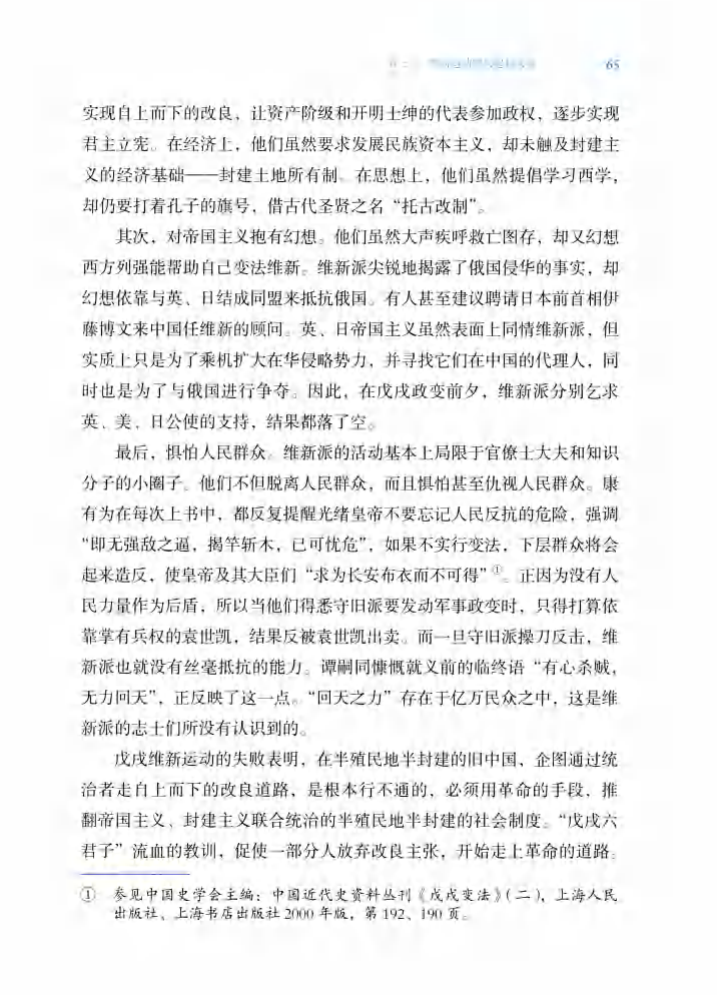 65
实现自上而下的改良，让资产阶级和开明士绅的代表参加政权，逐步实现
君主立宪。在经济上，他们虽然要求发展民族资本主义，却未触及封建主
义的经济基础——封建土地所有制。在思想上，他们虽然提倡学习西学，
却仍要打着孔子的旗号，借古代圣贤之名“托古改制”。
其次，对帝国主义抱有幻想。他们虽然大声疾呼救亡图存，却又幻想
西方列强能帮助自己变法维新。维新派尖锐地揭露了俄国侵华的事实，却
幻想依靠与英、日结成同盟来抵抗俄国。有人甚至建议聘请日本前首相伊
藤博文来中国任维新的顾问。英、日帝国主义虽然表面上同情维新派，但
实质上只是为了乘机扩大在华侵略势力，并寻找它们在中国的代理人，同
时也是为了与俄国进行争夺。因此，在戊戌政变前夕，维新派分别乞求
英、美、日公使的支持，结果都落了空。
最后，惧怕人民群众。维新派的活动基本上局限于官僚士大夫和知识
分子的小圈子。他们不但脱离人民群众，而且惧怕甚至仇视人民群众。康
有为在每次上书中，都反复提醒光绪皇帝不要忘记人民反抗的危险，强调
“即无强敌之逼，揭竿斩木，已可忧危”，如果不实行变法，下层群众将会
起来造反，使皇帝及其大臣们“求为长安布衣而不可得”①。正因为没有人
民力量作为后盾，所以当他们得悉守旧派要发动军事政变时，只得打算依
靠掌有兵权的袁世凯，结果反被袁世凯出卖。而一旦守旧派操刀反击，维
新派也就没有丝毫抵抗的能力。谭嗣同慷慨就义前的临终语“有心杀贼，
无力回天”，正反映了这一点。“回天之力”存在于亿万民众之中，这是维
新派的志士们所没有认识到的。
戊戌维新运动的失败表明，在半殖民地半封建的旧中国，企图通过统
治者走自上而下的改良道路，是根本行不通的，必须用革命的手段，推
翻帝国主义、封建主义联合统治的半殖民地半封建的社会制度。“戊戌六
君子”流血的教训，促使一部分人放弃改良主张，开始走上革命的道路。
① 参见中国史学会主编：中国近代史资料丛刊《戊戌变法》（二），上海人民
出版社、上海书店出版社2000年版，第192、190页。